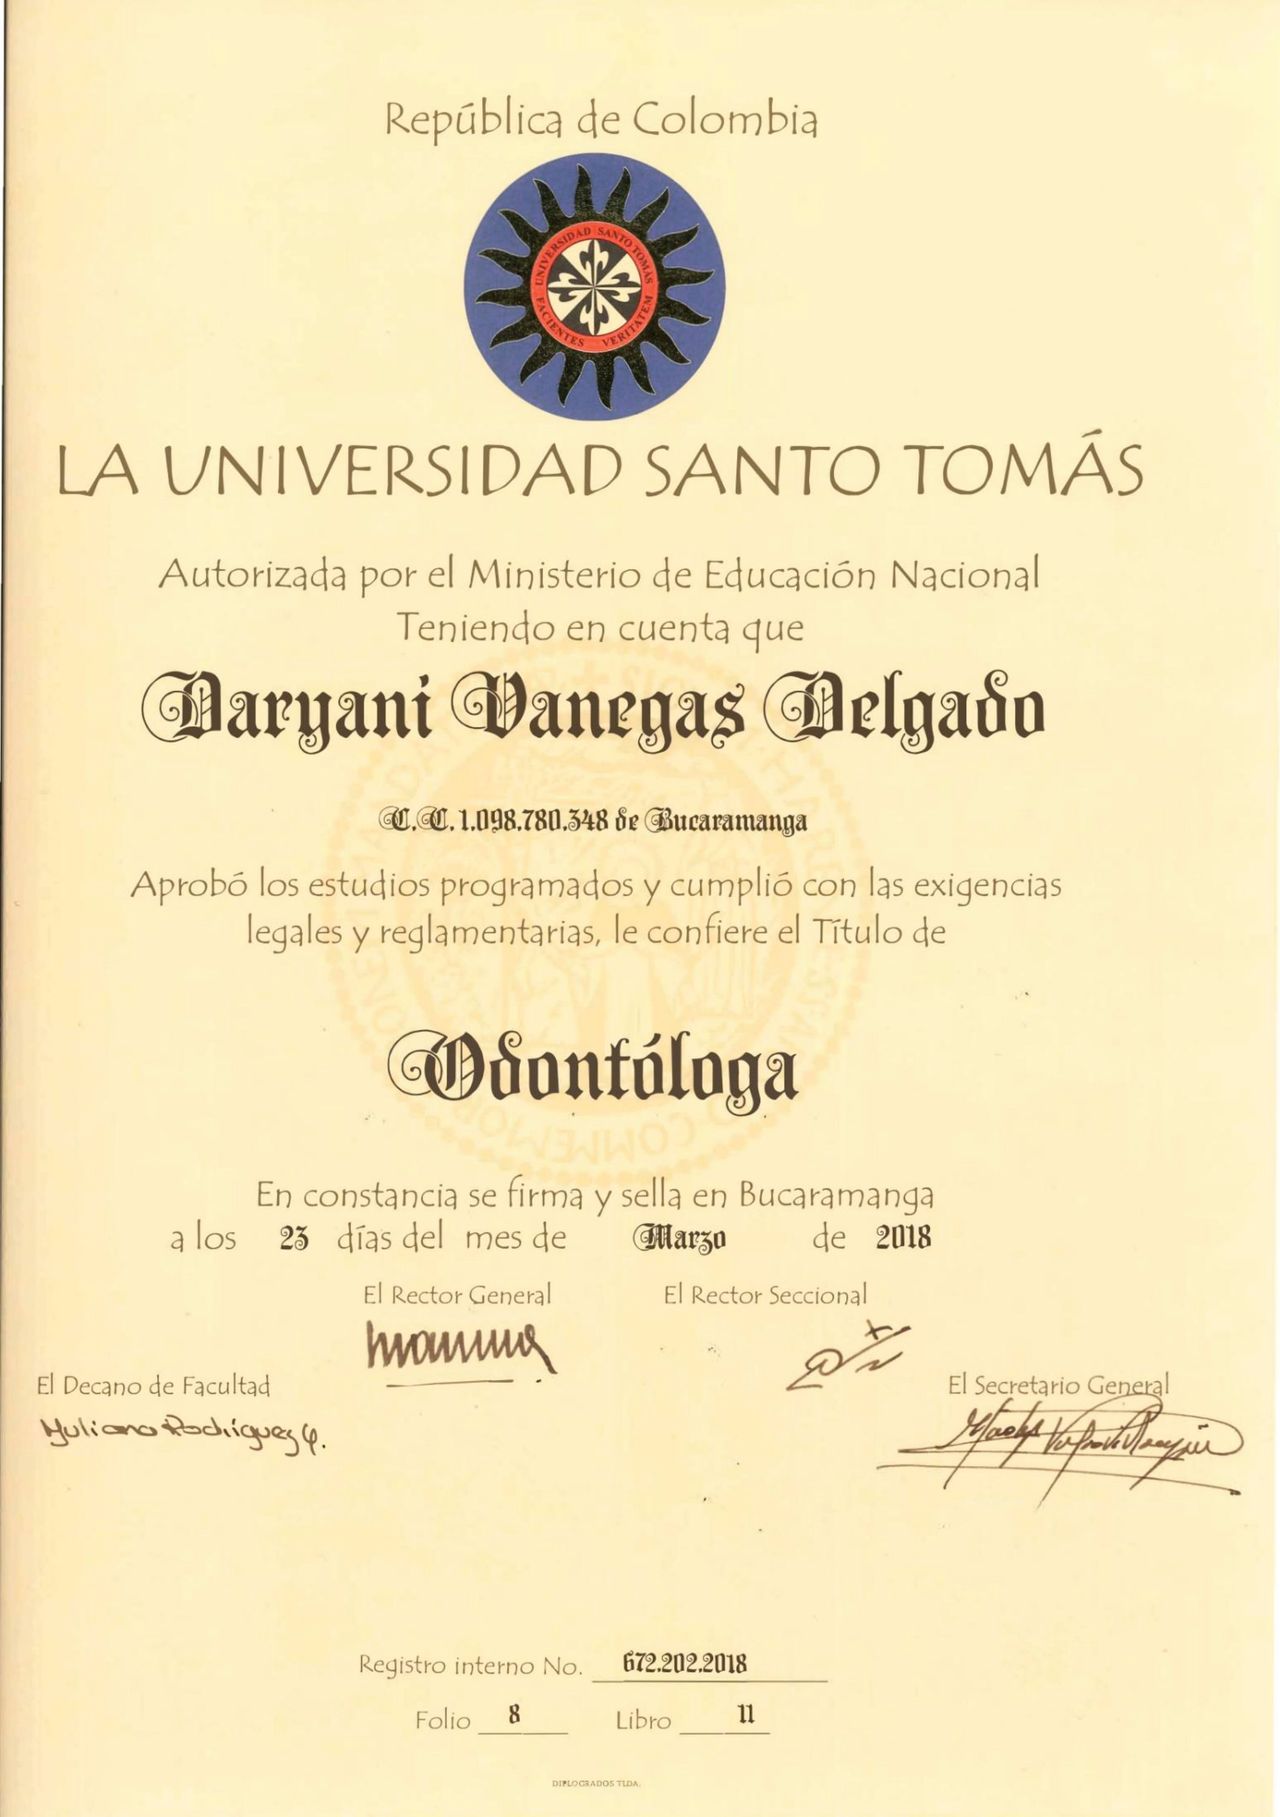 República de Colombia
UNIVERSIDAD SANTO TOMÁS
FACIENTES VERITATEM
LA UNIVERSIDAD SANTO TOMÁS
Autorizada por el Ministerio de Educación Nacional
Teniendo en cuenta que
Daryani Vanegas Delgado
C.C. 1.098.780.348 de Bucaramanga
Aprobó los estudios programados y cumplió con las exigencias
legales y reglamentarias, le confiere el Título de
Odontóloga
En constancia se firma y sella en Bucaramanga
a los 23 días del mes de Marzo de 2018
El Rector General El Rector Seccional
El Decano de Facultad El Secretario General
Rodríguez
Registro interno No. 672.202.2018
Folio 8 Libro 11
DIPLOGRADOS TLDA.